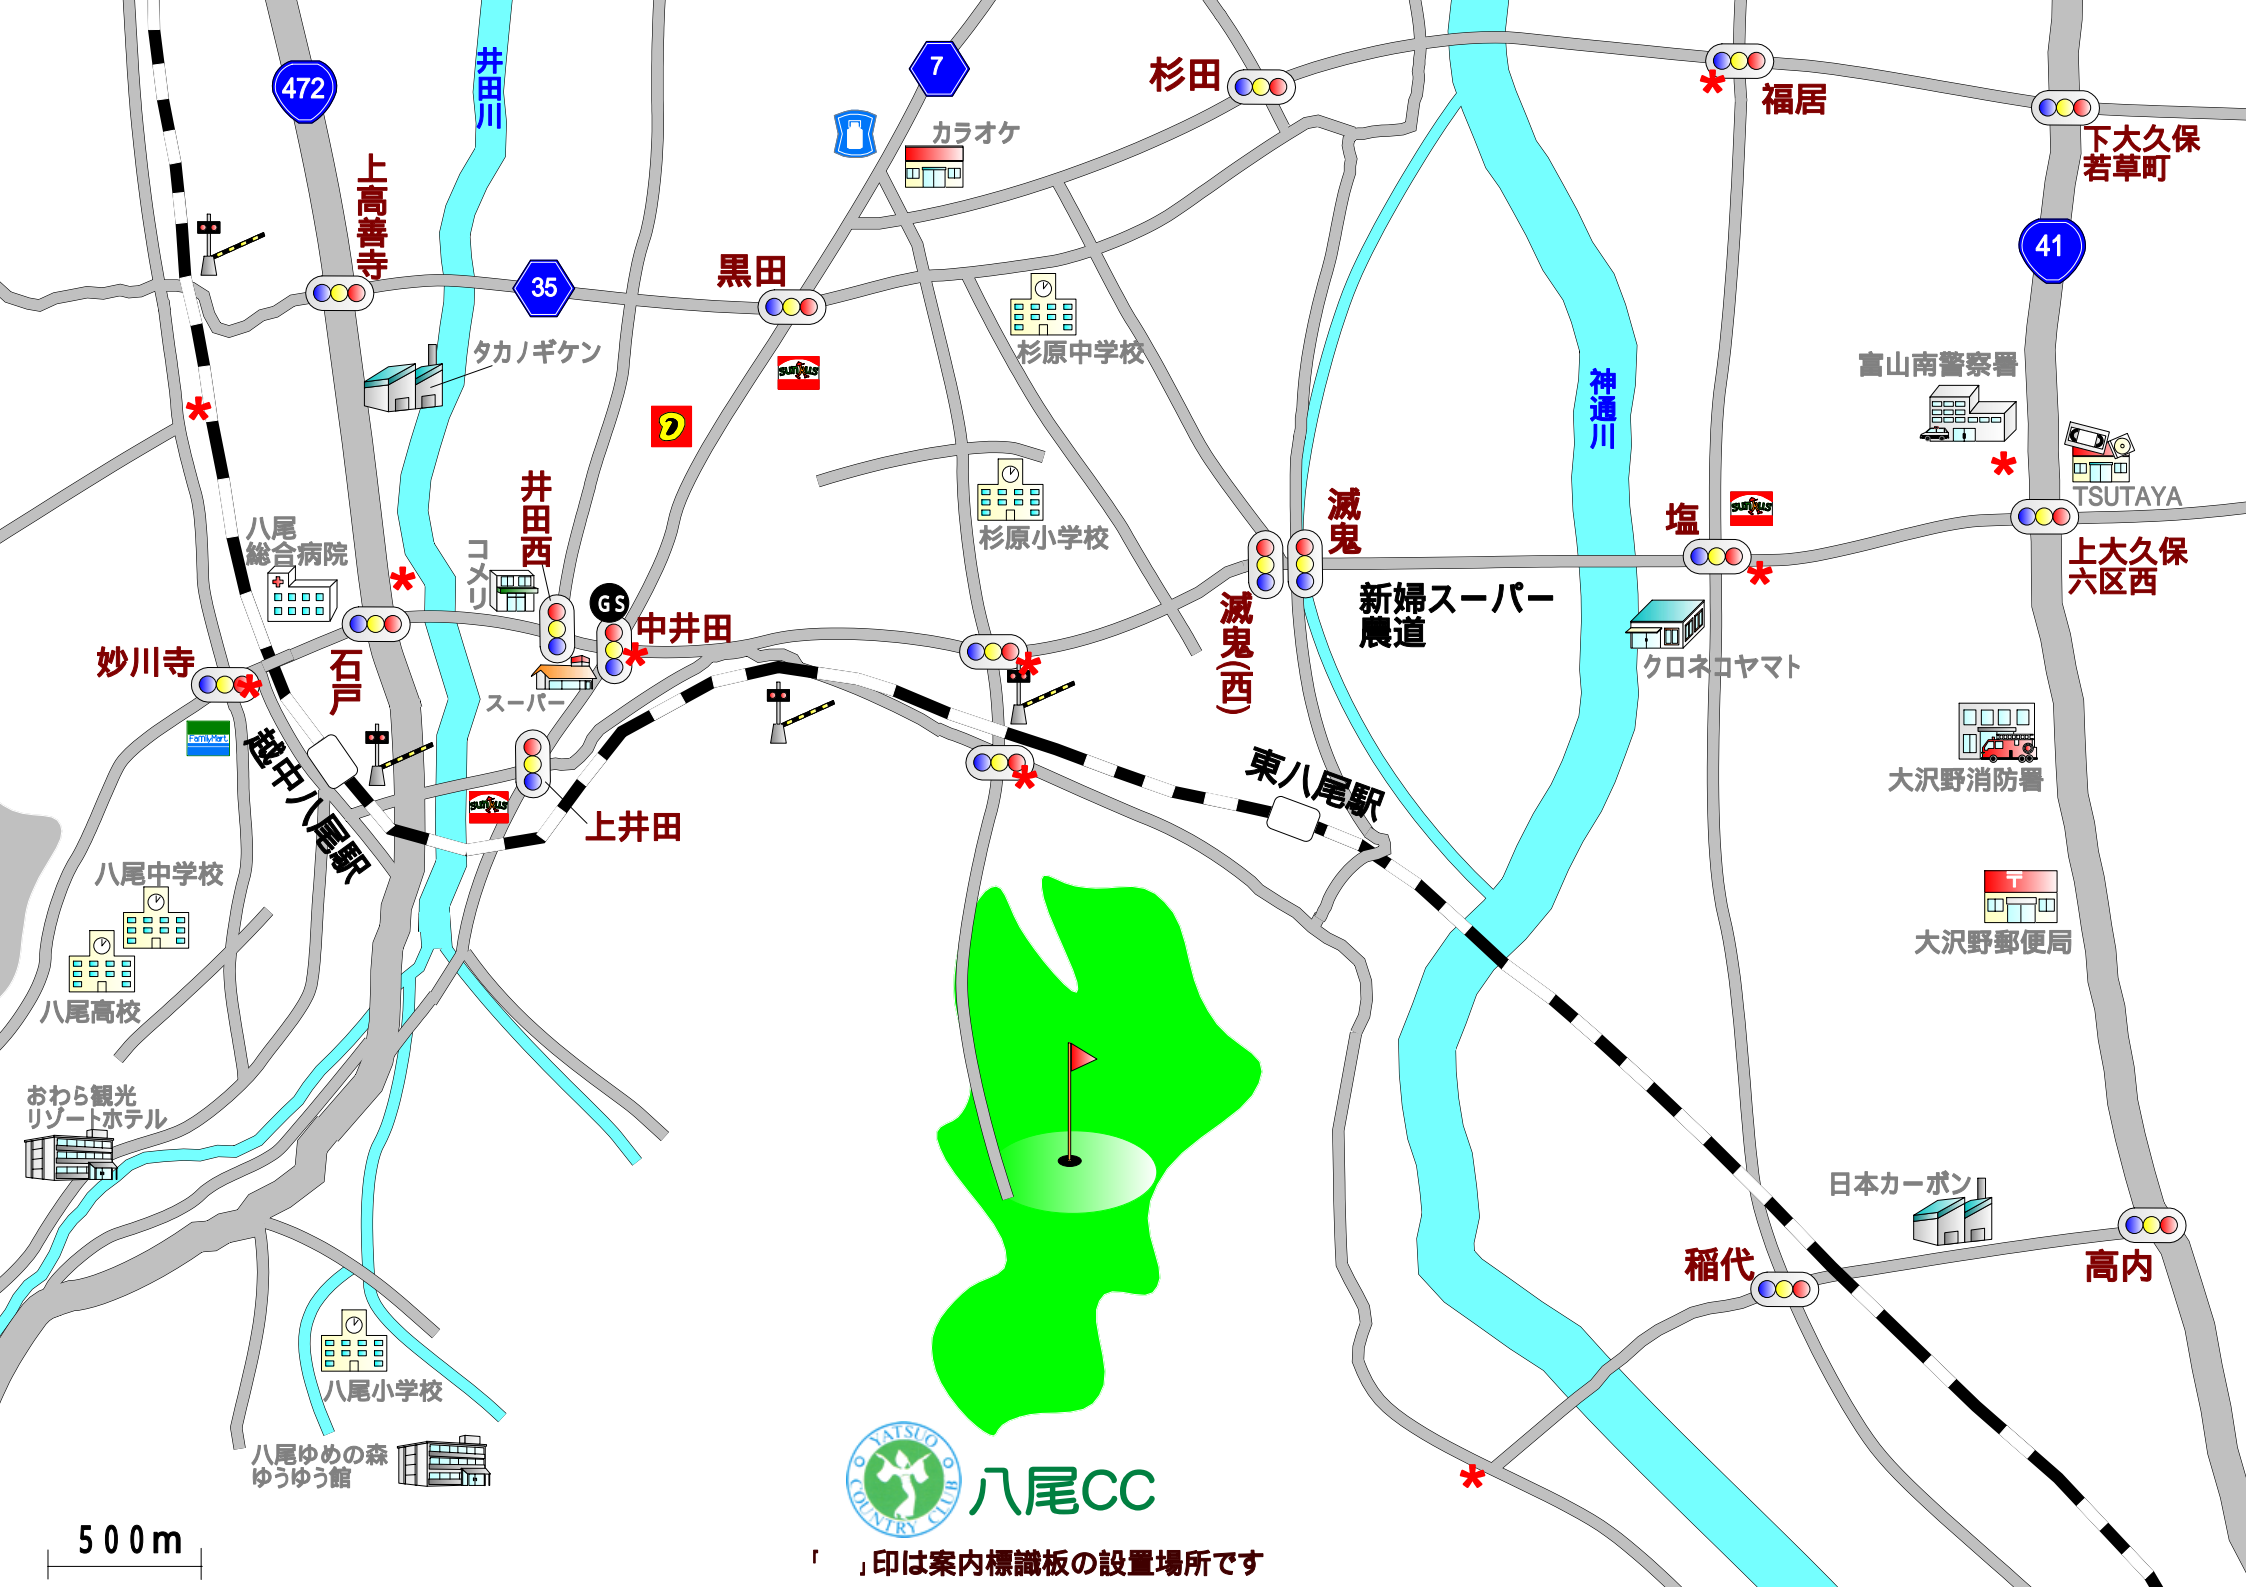 472
井田川
7
カラオケ
杉田
福居
下大久保
若草町
上高善寺
35
黒田
41
タカノギケン
杉原中学校
神通川
富山南警察署
TSUTAYA
八尾
総合病院
コメリ
井田西
杉原小学校
滅鬼
塩
上大久保
六区西
GS
中井田
滅鬼(西)
新婦スーパー
農道
クロネコヤマト
妙川寺
石戸
スーパー
FamilyMart
越中八尾駅
上井田
東八尾駅
大沢野消防署
八尾中学校
八尾高校
〒
大沢野郵便局
おわら観光
リゾートホテル
日本カーボン
稲代
高内
八尾小学校
八尾ゆめの森
ゆうゆう館
YATSUO
COUNTRY CLUB
八尾CC
500m
「 」印は案内標識板の設置場所です